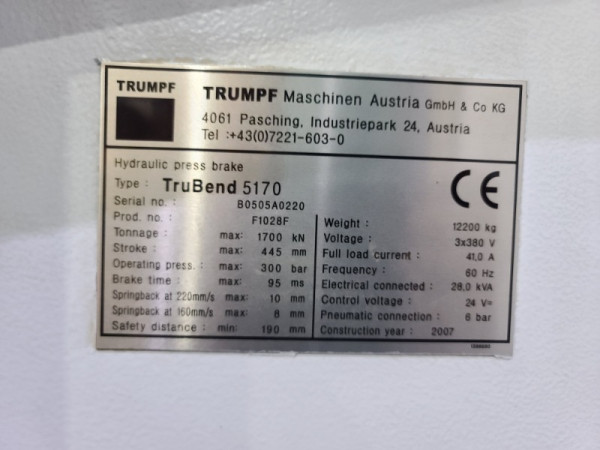 TRUMPF
TRUMPF Maschinen Austria GmbH & Co KG
4061 Pasching, Industriepark 24, Austria
Tel :+43(0)7221-603-0
Hydraulic press brake
Type : TruBend 5170
CE
Serial no. : B0505A0220
Prod. no. : F1028F
Tonnage : max: 1700 kN
Stroke : max: 445 mm
Operating press. : max: 300 bar
Brake time : max: 95 ms
Springback at 220mm/s max: 10 mm
Springback at 160mm/s max: 8 mm
Safety distance : min: 190 mm
Weight : 12200 kg
Voltage : 3x380 V
Full load current : 41,0 A
Frequency : 60 Hz
Electrical connected : 28,0 kVA
Control voltage : 24 V=
Pneumatic connection : 6 bar
Construction year : 2007